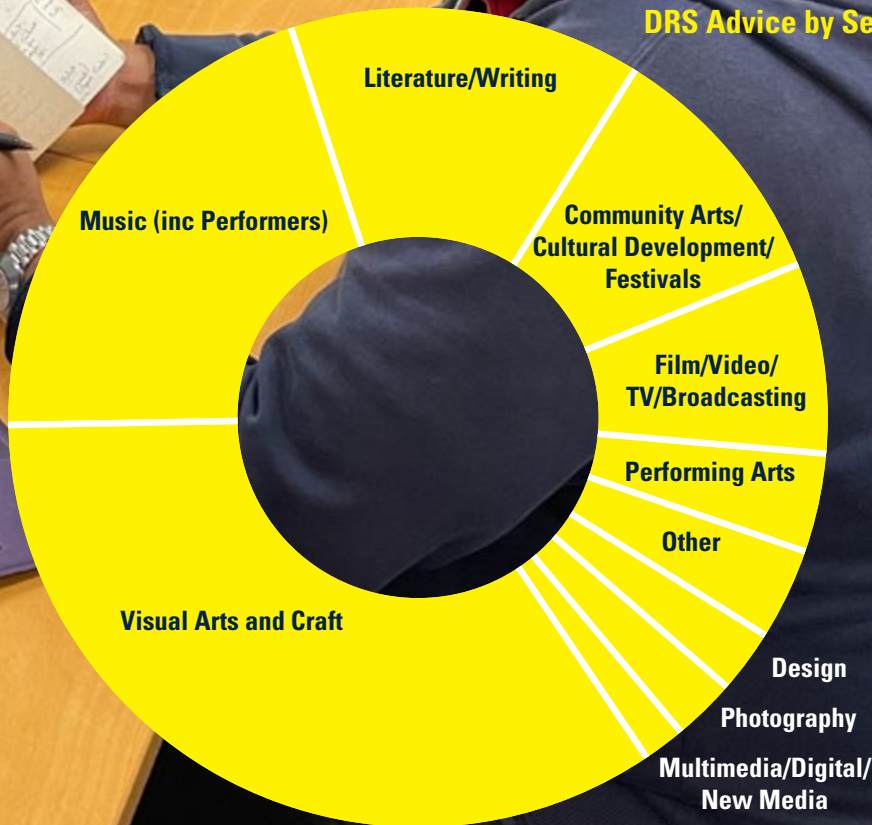 DRS Advice by Se
Literature/Writing
Music (inc Performers)
Community Arts/
Cultural Development/
Festivals
Film/Video/
TV/Broadcasting
Performing Arts
Other
Visual Arts and Craft
Design
Photography
Multimedia/Digital/
New Media